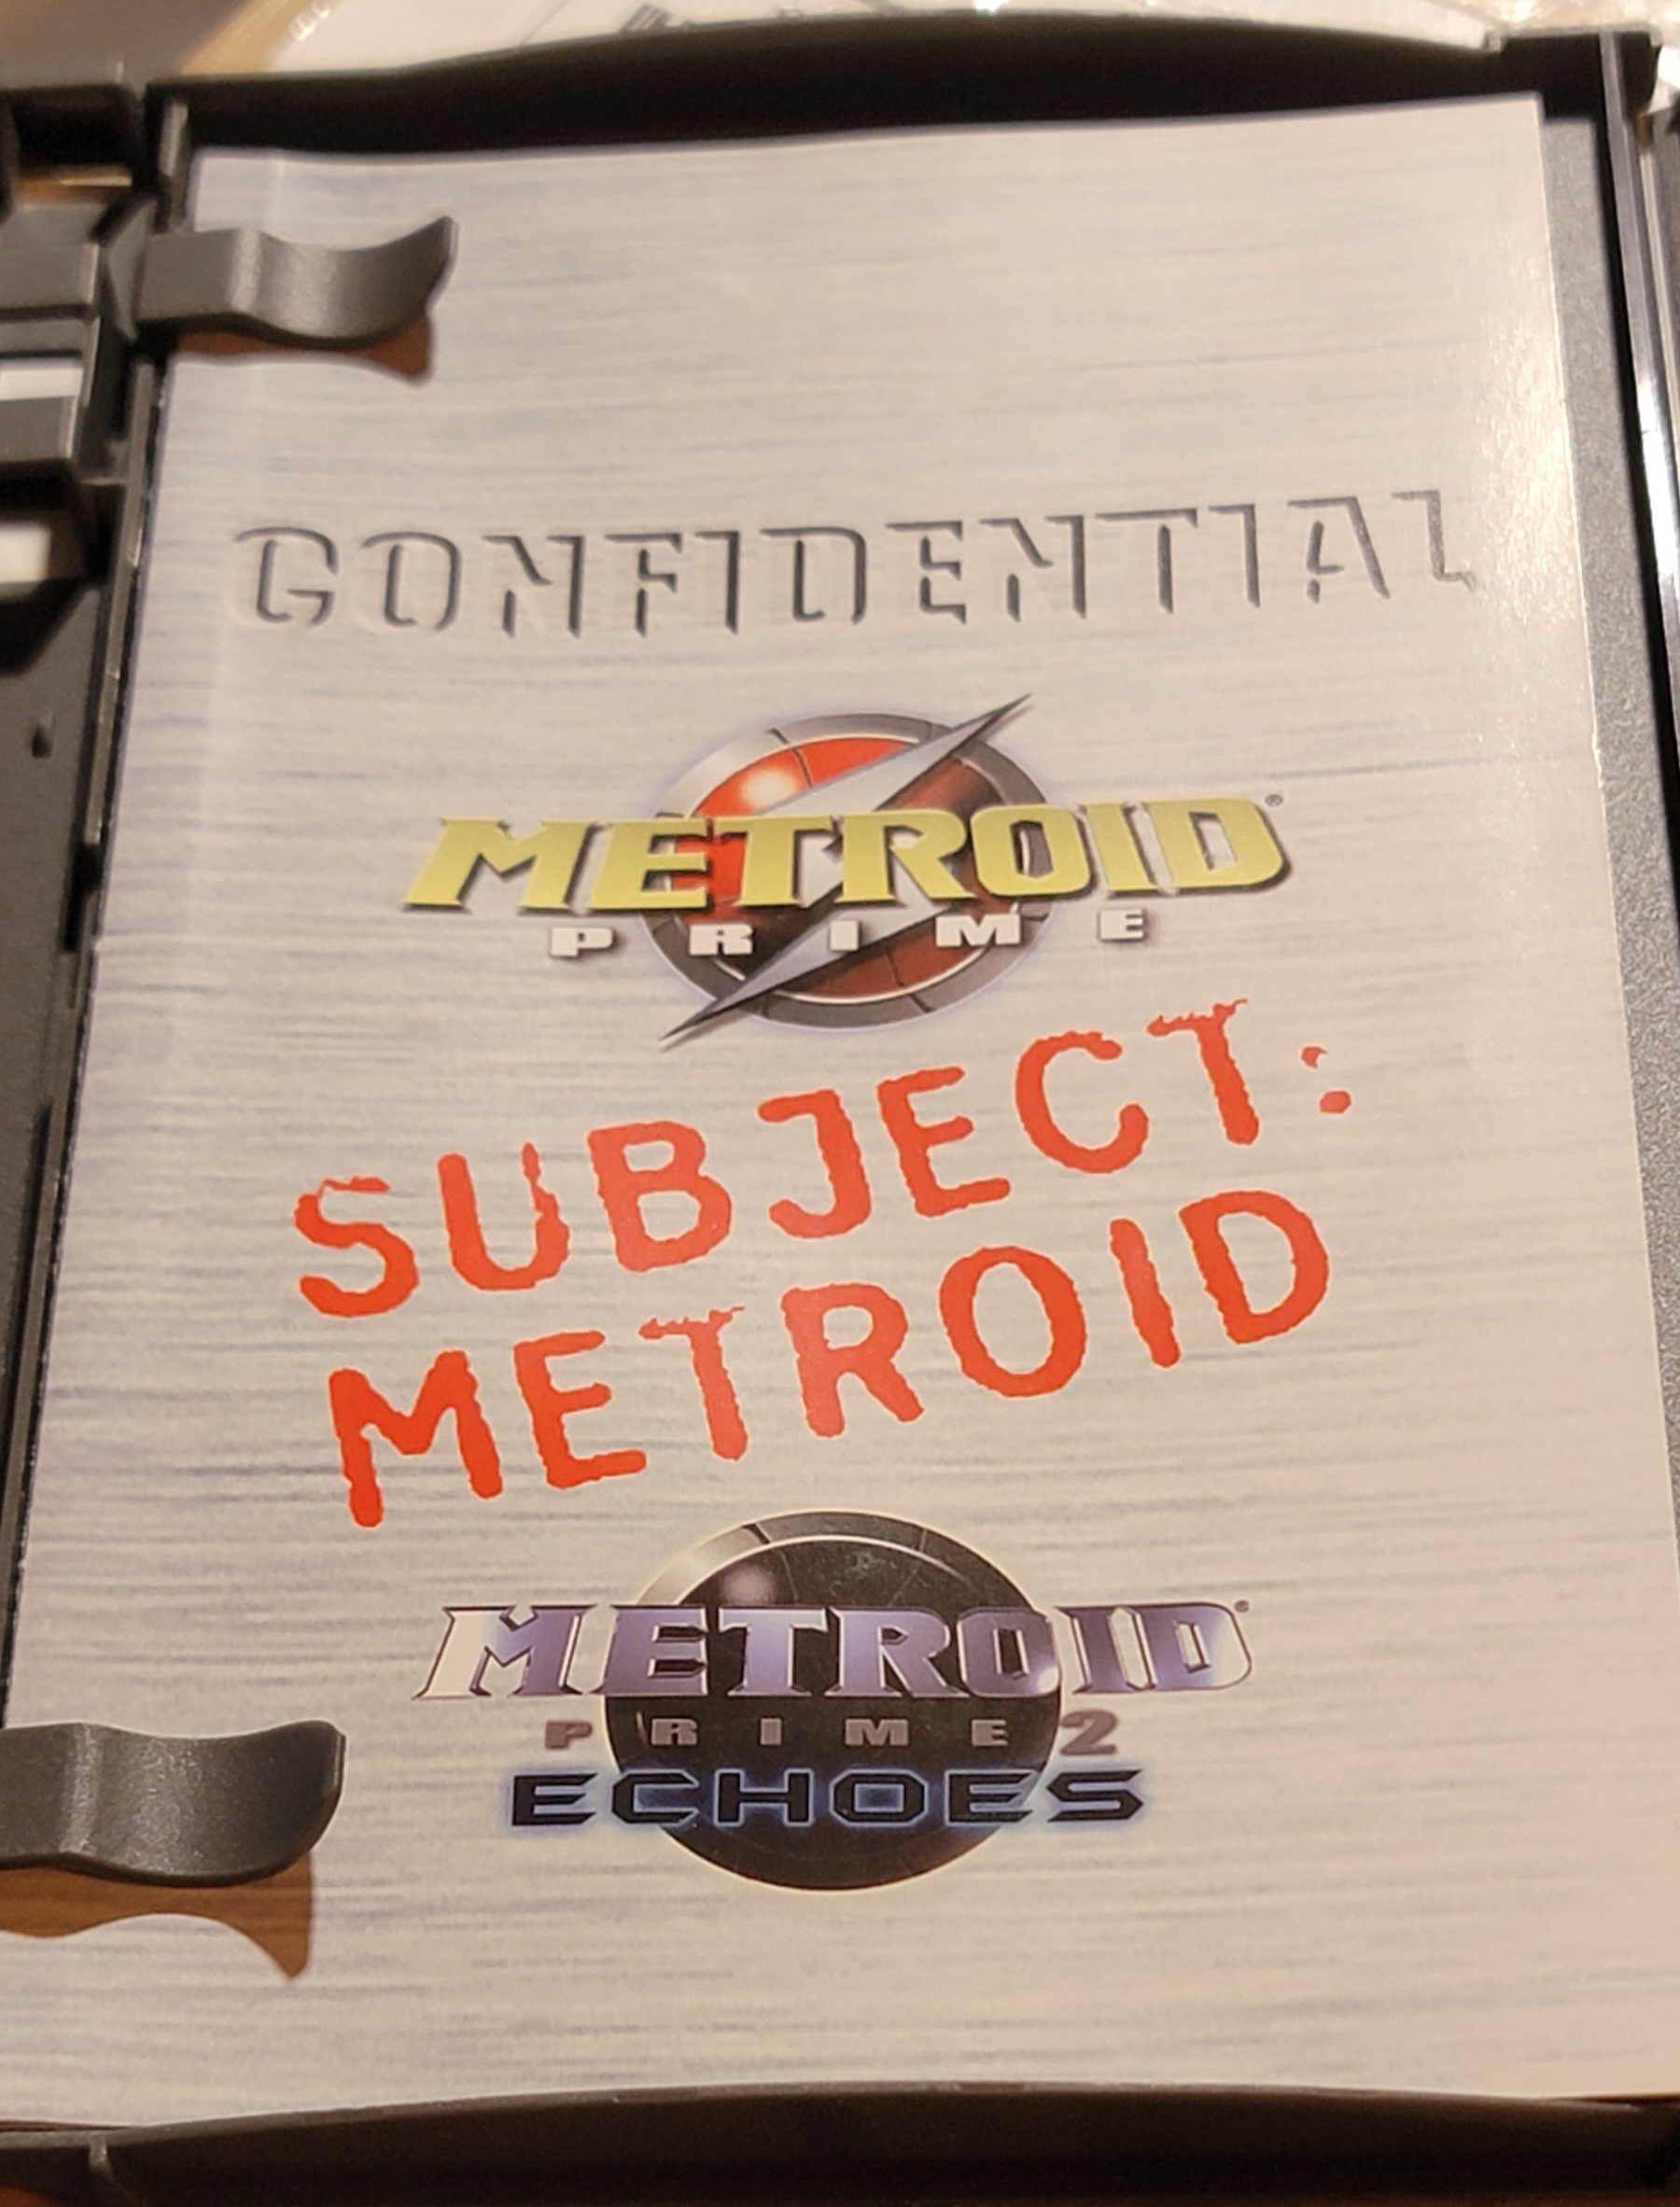 CONFIDENTIAL
METROID®
PRIME
SUBJECT:
METROID
METROID®
PRIME 2
ECHOES